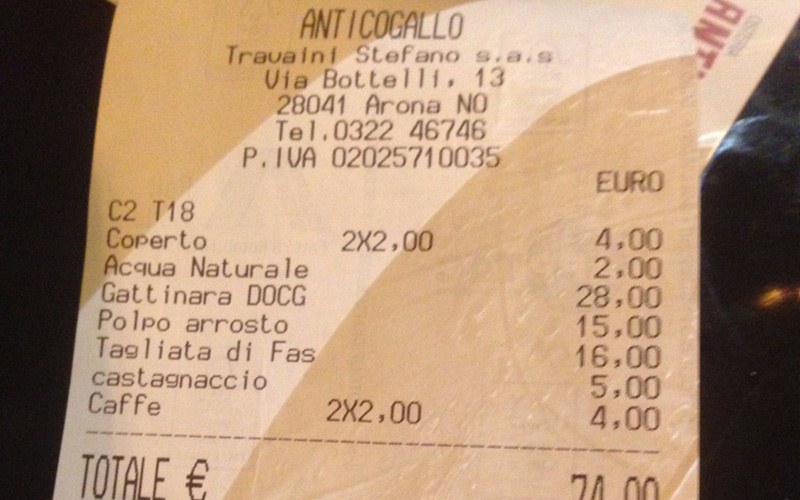 ANTICOGALLO
Travaini Stefano s.a.s
Via Bottelli, 13
28041 Arona NO
Tel.0322 46746
P.IVA 02025710035
EURO
C2 T18
Coperto 2X2,00 4,00
Acqua Naturale 2,00
Gattinara DOCG 28,00
Polpo arrosto 15,00
Tagliata di Fas 16,00
castagnaccio 5,00
Caffe 2X2,00 4,00
TOTALE € 74,00